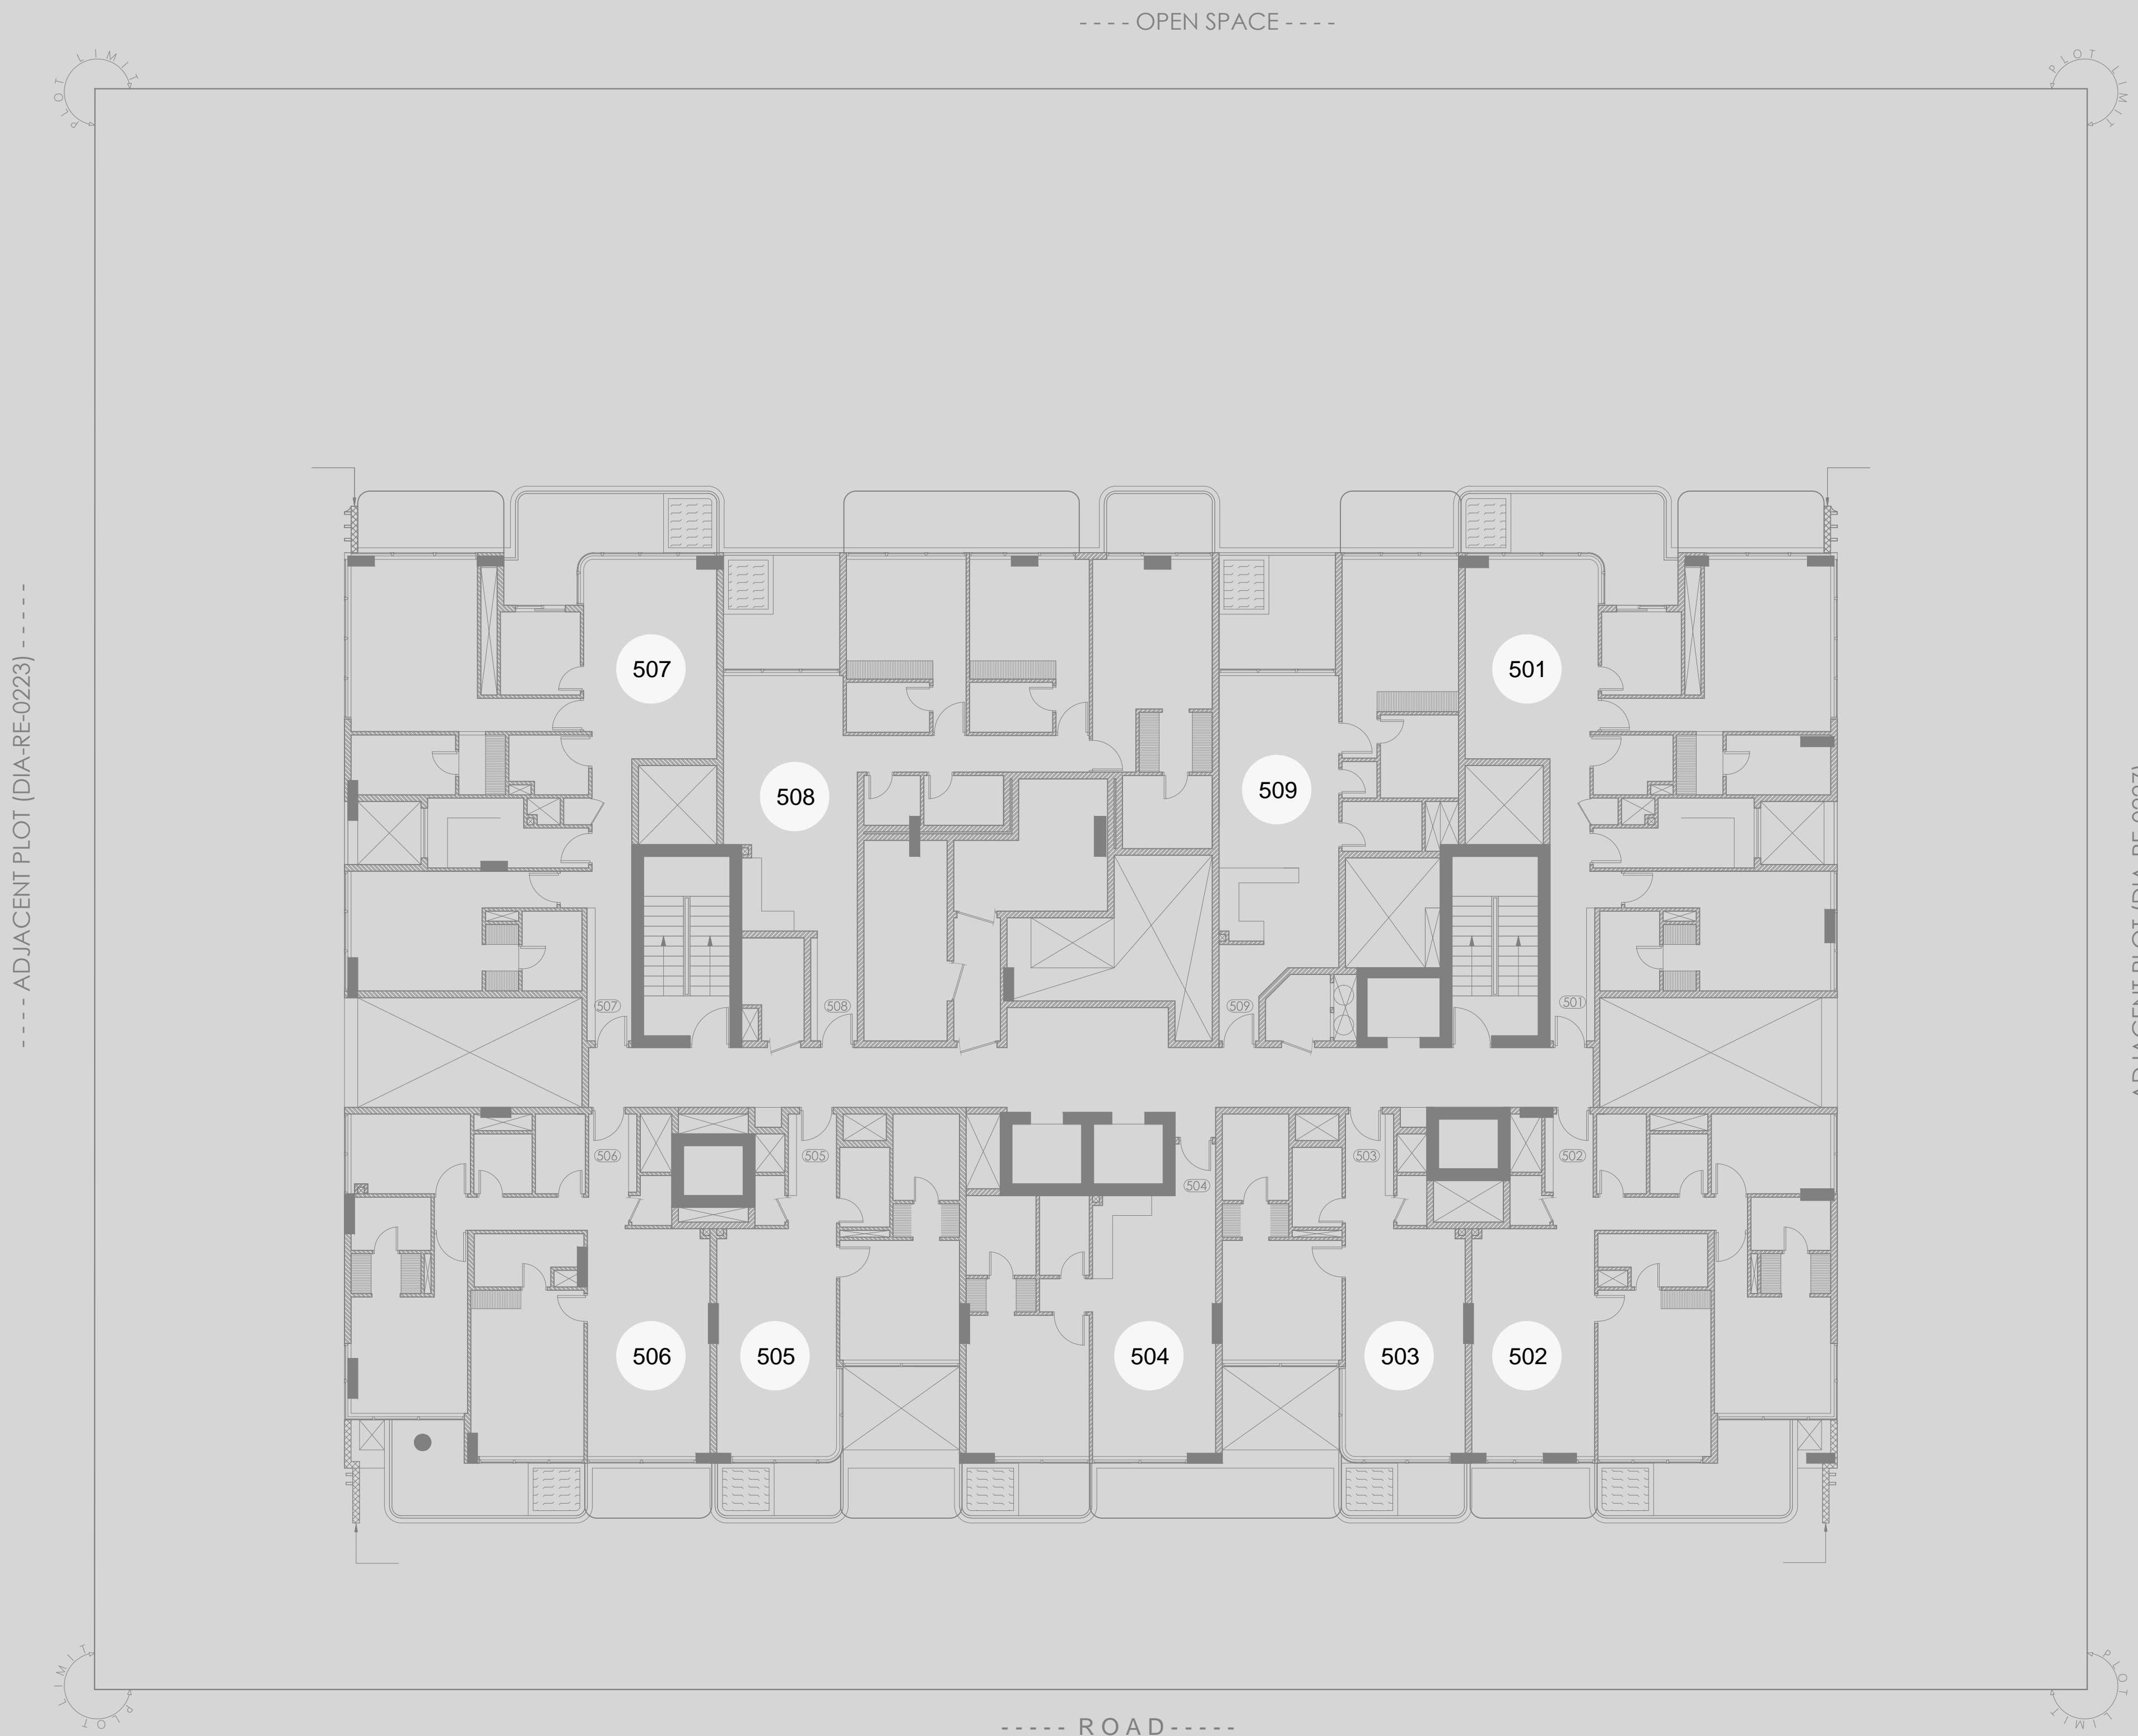 - - - - OPEN SPACE - - - -
PLOT LIMIT
PLOT LIMIT
- - - - - ADJACENT PLOT (DIA-RE-0223) - - - - -
507
501
508
509
507
508
509
501
506
505
503
502
504
506
505
504
503
502
PLOT LIMIT
PLOT LIMIT
- - - - - ROAD - - - - -